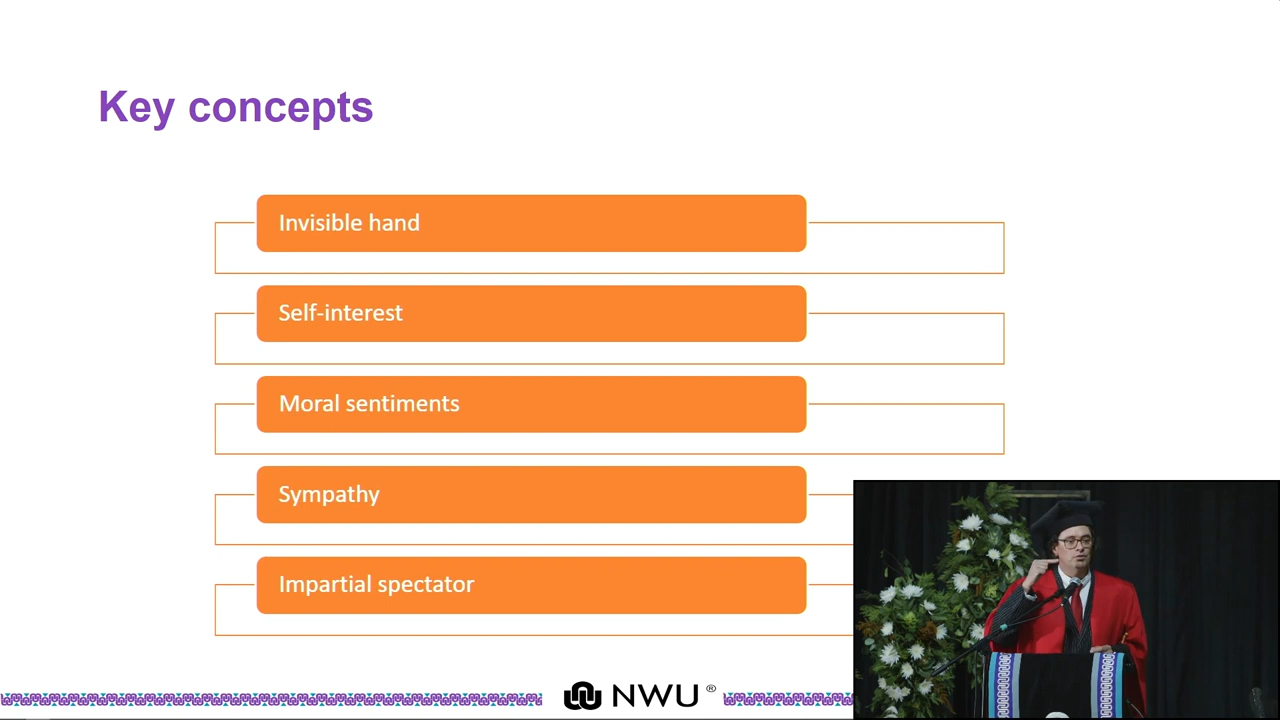 Key concepts
Invisible hand
Self-interest
Moral sentiments
Sympathy
Impartial spectator
NWU®